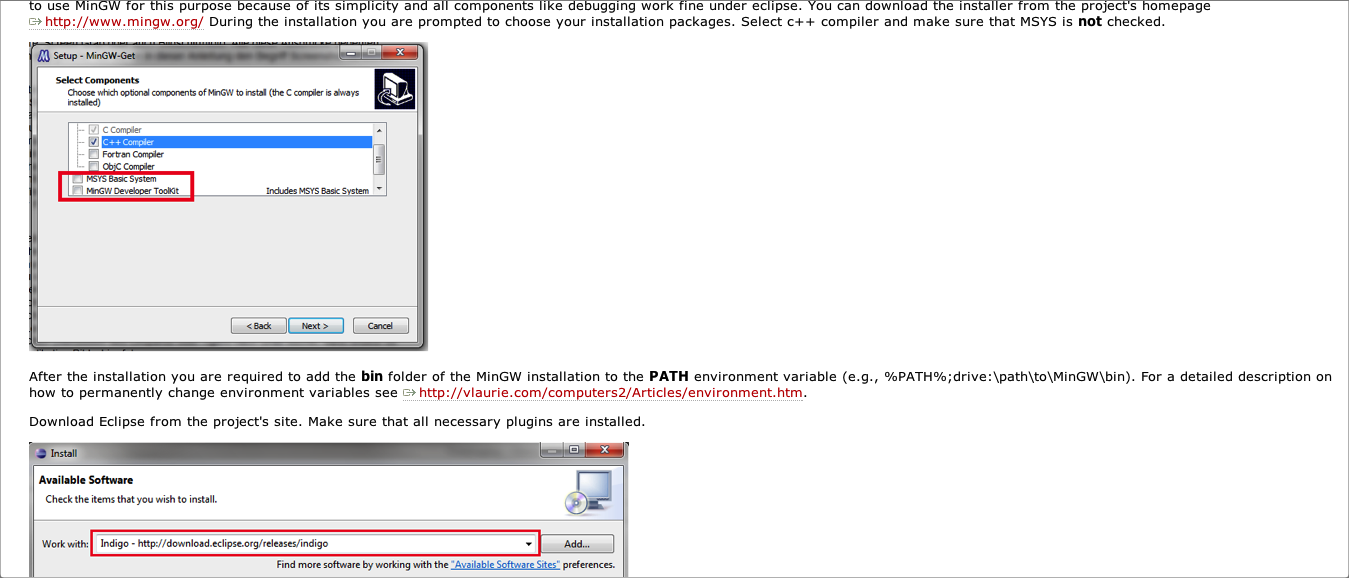 to use MinGW for this purpose because of its simplicity and all components like debugging work fine under eclipse. You can download the installer from the project's homepage
http://www.mingw.org/ During the installation you are prompted to choose your installation packages. Select c++ compiler and make sure that MSYS is not checked.
Setup - MinGW-Get
Select Components
Choose which optional components of MinGW to install (the C compiler is always
installed)
C Compiler
C++ Compiler
Fortran Compiler
ObjC Compiler
MSYS Basic System
MinGW Developer ToolKit Includes MSYS Basic System
< Back Next > Cancel
After the installation you are required to add the bin folder of the MinGW installation to the PATH environment variable (e.g., %PATH%;drive:\path\to\MinGW\bin). For a detailed description on
how to permanently change environment variables see http://vlaurie.com/computers2/Articles/environment.htm.
Download Eclipse from the project's site. Make sure that all necessary plugins are installed.
Install
Available Software
Check the items that you wish to install.
Work with: Indigo - http://download.eclipse.org/releases/indigo Add...
Find more software by working with the "Available Software Sites" preferences.